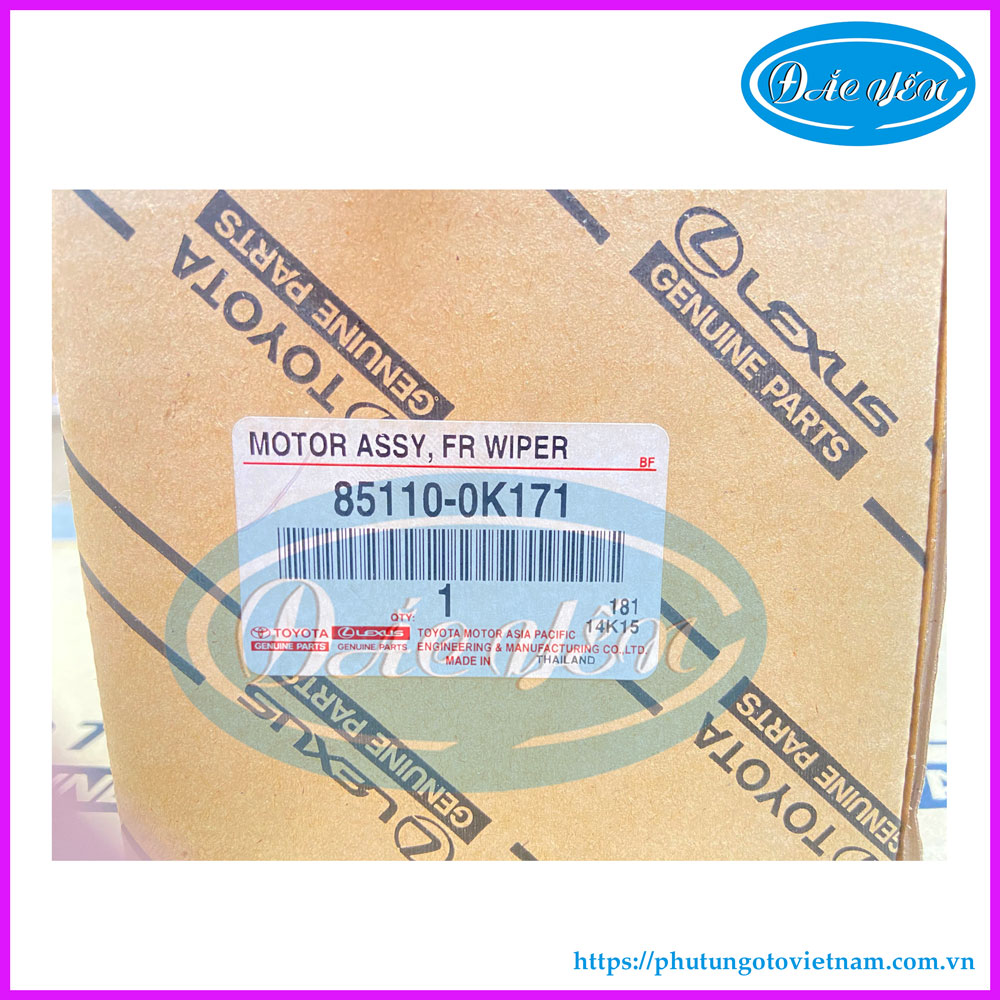 Đắc Yến
TOYOTA
GENUINE PARTS
LEXUS
GENUINE PARTS
MOTOR ASSY, FR WIPER
BF
85110-0K171
QTY: 1
181
14K15
TOYOTA
GENUINE PARTS
LEXUS
GENUINE PARTS
TOYOTA MOTOR ASIA PACIFIC
ENGINEERING & MANUFACTURING CO.,LTD.
MADE IN THAILAND
Đắc Yến
LEXUS
GENUINE PARTS
TOYOTA
GENUINE PARTS
https://phutungotovietnam.com.vn